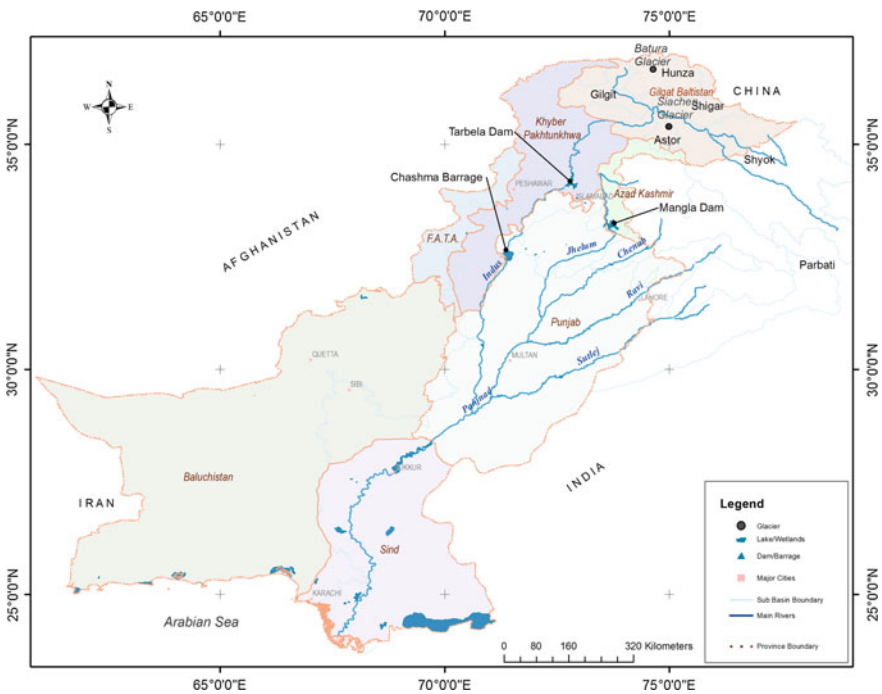 65°0'0"E
70°0'0"E
75°0'0"E
Batura
Glacier
Hunza
CHINA
Gilgit
Gilgat Baltistan
Siachen
Glacier
Shigar
N
W
E
S
Khyber
Pakhtunkhwa
Tarbela Dam
Astor
35°0'0"N
35°0'0"N
Shyok
Chashma Barrage
PESHAWAR
ISLAMABAD
Azad Kashmir
Mangla Dam
AFGHANISTAN
F.A.T.A.
Jhelum
Chenab
Parbati
Indus
Ravi
LAHORE
Punjab
30°0'0"N
30°0'0"N
QUETTA
MULTAN
Sutlej
SIBI
Panjnad
INDIA
Baluchistan
IRAN
Sind
KARACHI
25°0'0"N
25°0'0"N
Arabian Sea
Legend
Glacier
Lake/Wetlands
Dam/Barrage
Major Cities
Sub Basin Boundary
Main Rivers
Province Boundary
0 80 160 320 Kilometers
65°0'0"E
70°0'0"E
75°0'0"E